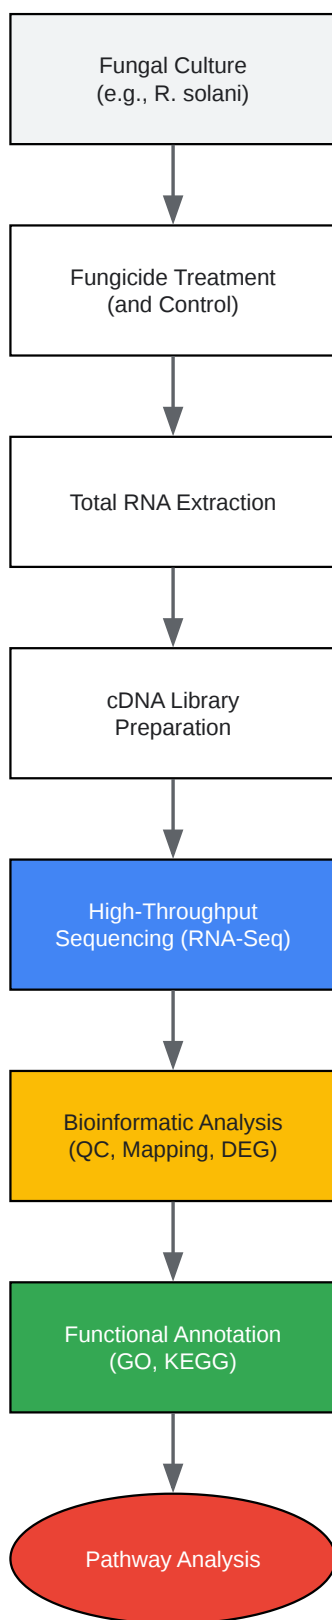 Fungal Culture
(e.g., R. solani)
Fungicide Treatment
(and Control)
Total RNA Extraction
cDNA Library
Preparation
High-Throughput
Sequencing (RNA-Seq)
Bioinformatic Analysis
(QC, Mapping, DEG)
Functional Annotation
(GO, KEGG)
Pathway Analysis